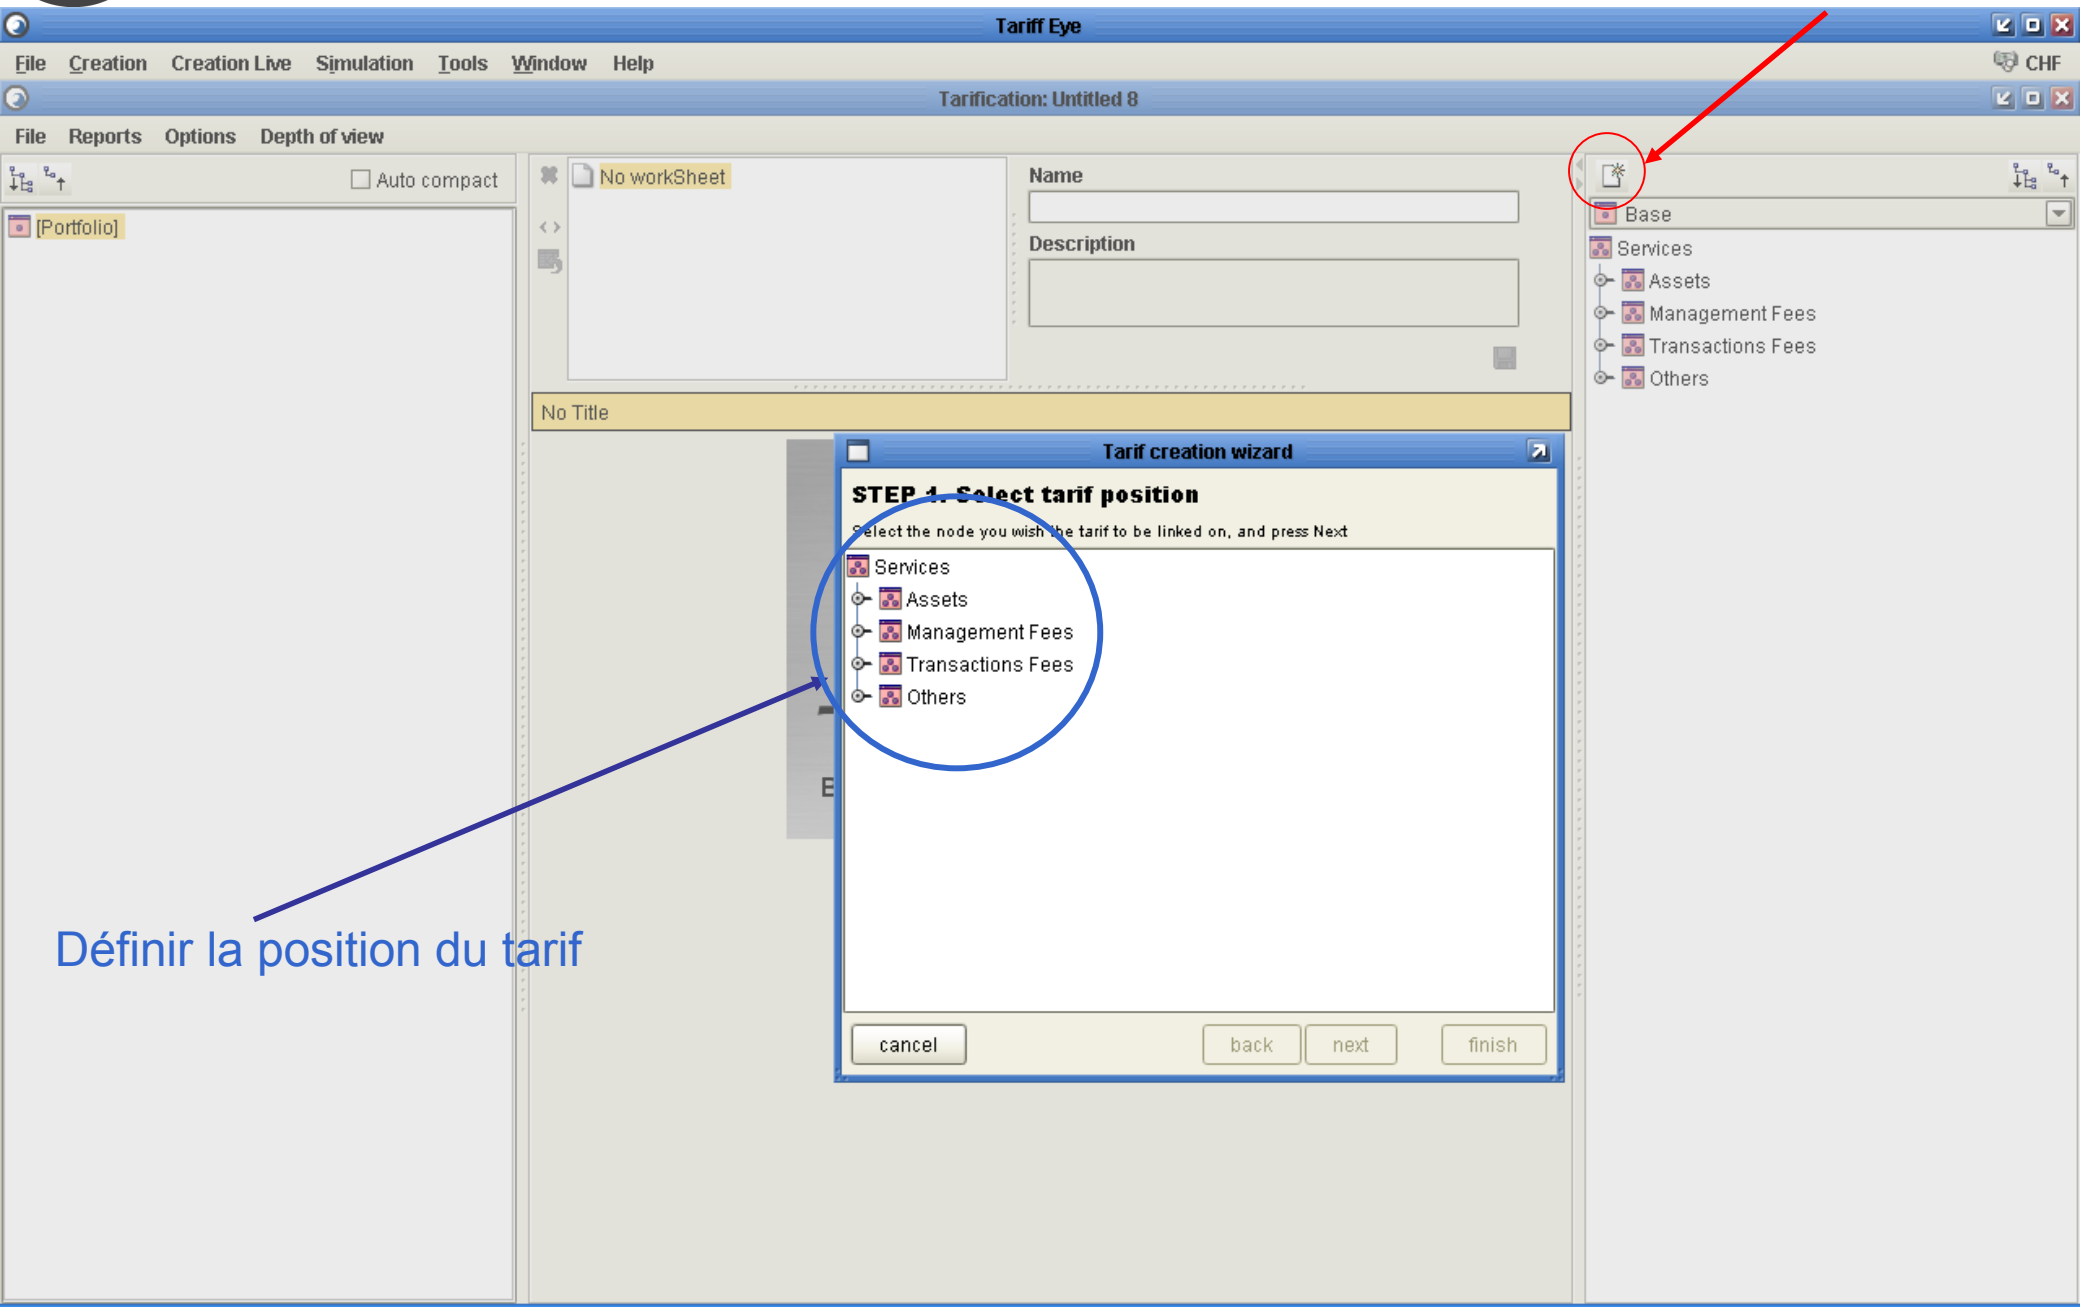 Tariff Eye
File Creation Creation Live Simulation Tools Window Help CHF
Tarification: Untitled 8
File Reports Options Depth of view
Auto compact
[Portfolio]
No workSheet
Name
Description
No Title
Base
Services
Assets
Management Fees
Transactions Fees
Others
Tarif creation wizard
STEP 1. Select tarif position
Select the node you wish the tarif to be linked on, and press Next
Services
Assets
Management Fees
Transactions Fees
Others
cancel back next finish
Définir la position du tarif